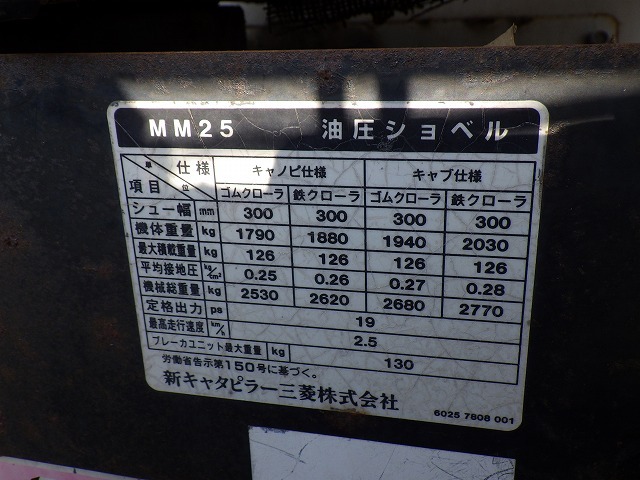 MM25 油圧ショベル
単位 仕様 項目 キャノピ仕様 キャブ仕様
ゴムクローラ 鉄クローラ ゴムクローラ 鉄クローラ
シュー幅 mm 300 300 300 300
機体重量 kg 1790 1880 1940 2030
最大積載重量 kg 126 126 126 126
平均接地圧 kg/cm² 0.25 0.26 0.27 0.28
機械総重量 kg 2530 2620 2680 2770
定格出力 ps 19
最高走行速度 km/h 2.5
ブレーカユニット最大重量 kg 130
労働省告示第150号に基づく。
新キャタピラー三菱株式会社
6025 7808 001